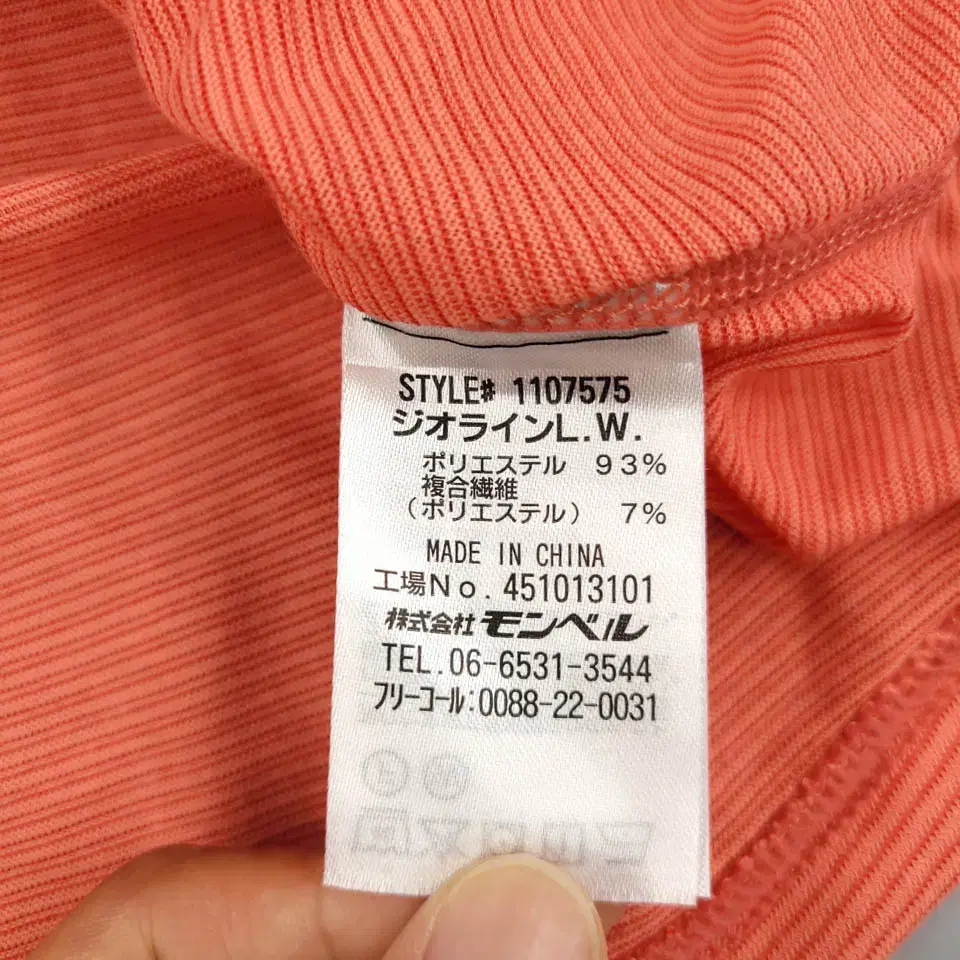 STYLE# 1107575
ジオラインL.W.
ポリエステル 93%
複合繊維
(ポリエステル) 7%
MADE IN CHINA
工場No.451013101
株式会社モンベル
TEL.06-6531-3544
フリーコール:0088-22-0031